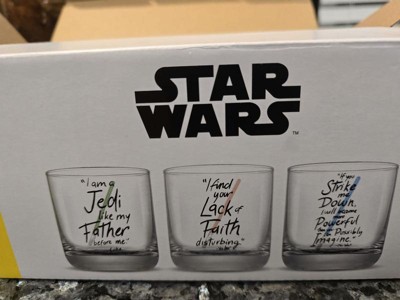 STAR
WARS
TM
"I am a
Jedi
like my
Father
before me."
"I find
your
Lack of
Faith
disturbing."
"If you
Strike me
Down,
I will become
more
Powerful
than you
Possibly
Imagine."